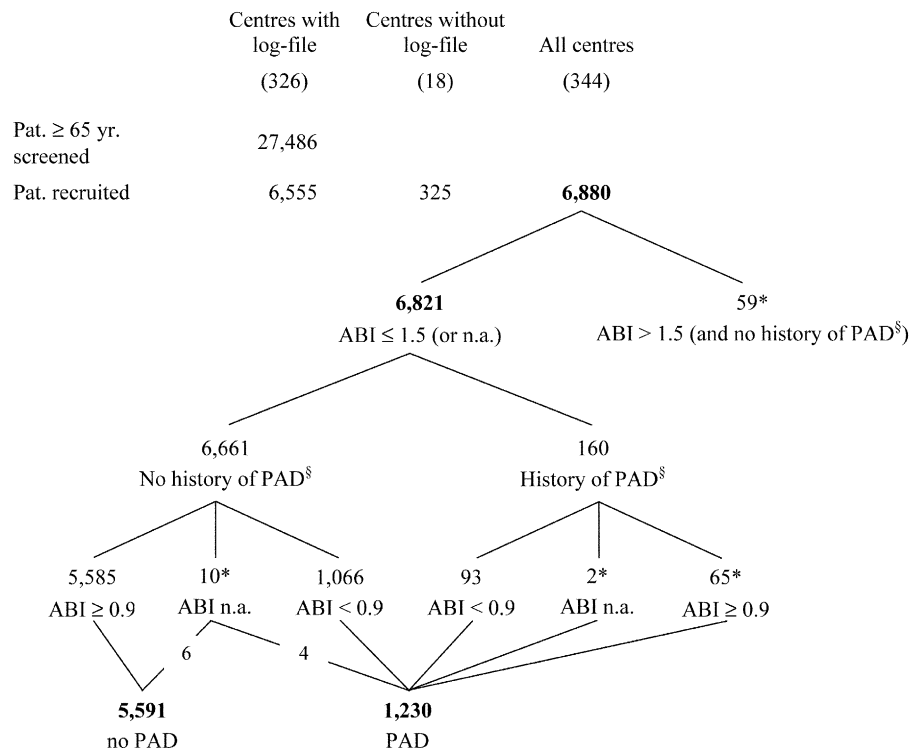 Centres with Centres without
log-file log-file All centres
(326) (18) (344)
Pat. ≥ 65 yr.
screened 27,486
Pat. recruited 6,555 325 6,880
6,821 59*
ABI ≤ 1.5 (or n.a.) ABI > 1.5 (and no history of PAD§)
6,661 160
No history of PAD§ History of PAD§
5,585 10* 1,066 93 2* 65*
ABI ≥ 0.9 ABI n.a. ABI < 0.9 ABI < 0.9 ABI n.a. ABI ≥ 0.9
6 4
5,591 1,230
no PAD PAD